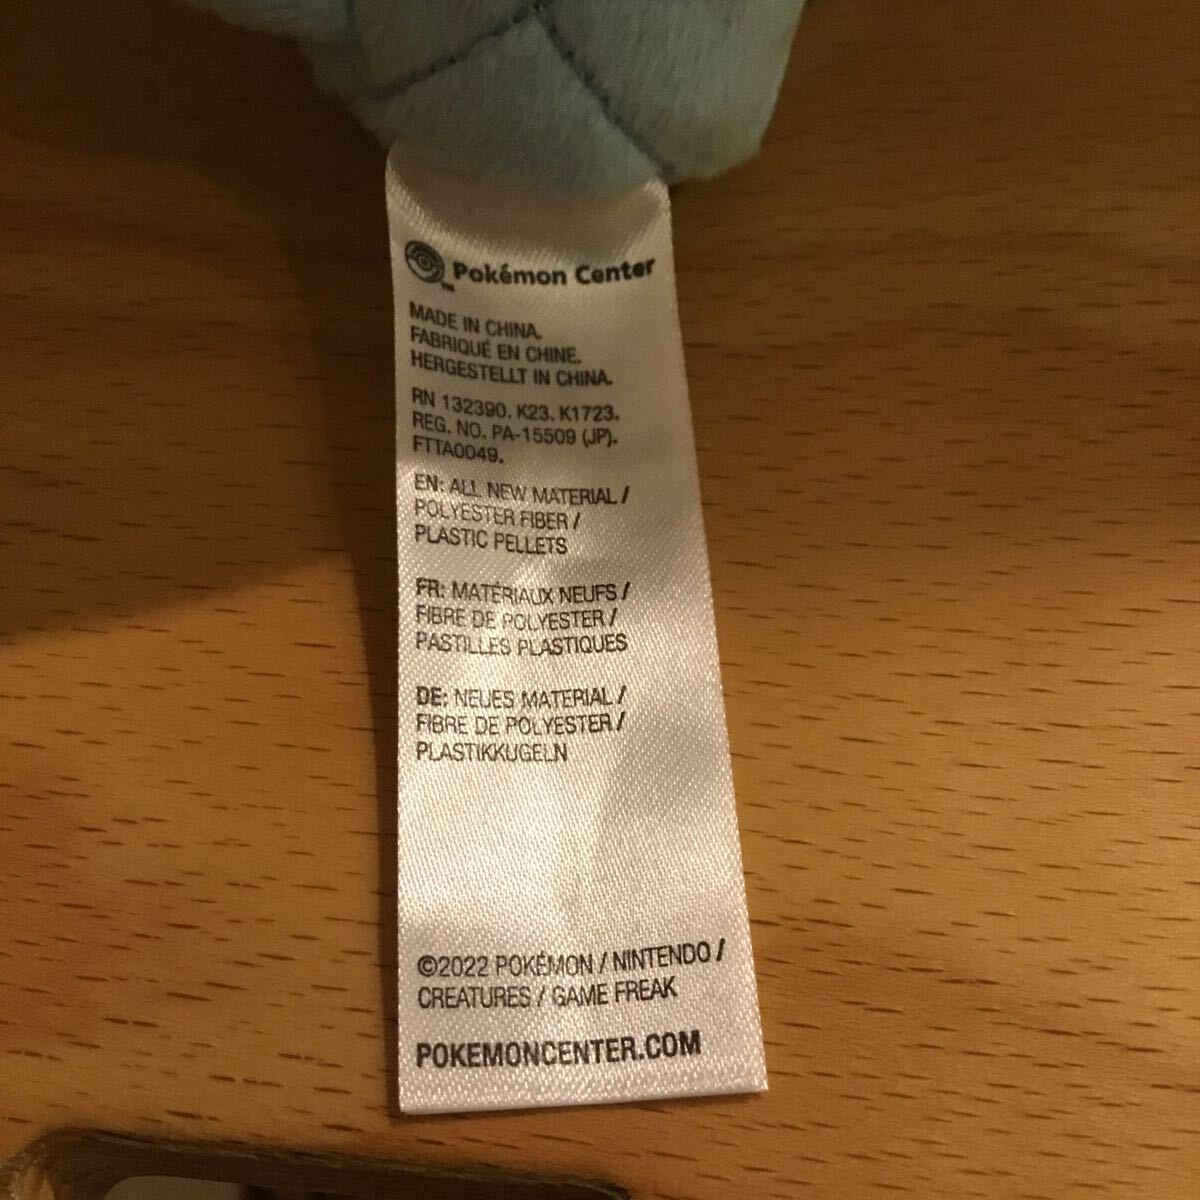 Pokémon Center
™
MADE IN CHINA.
FABRIQUÉ EN CHINE.
HERGESTELLT IN CHINA.
RN 132390. K23. K1723.
REG. NO. PA-15509 (JP).
FTTA0049.
EN: ALL NEW MATERIAL /
POLYESTER FIBER /
PLASTIC PELLETS
FR: MATÉRIAUX NEUFS /
FIBRE DE POLYESTER /
PASTILLES PLASTIQUES
DE: NEUES MATERIAL /
FIBRE DE POLYESTER /
PLASTIKKUGELN
©2022 POKÉMON / NINTENDO /
CREATURES / GAME FREAK
POKEMONCENTER.COM